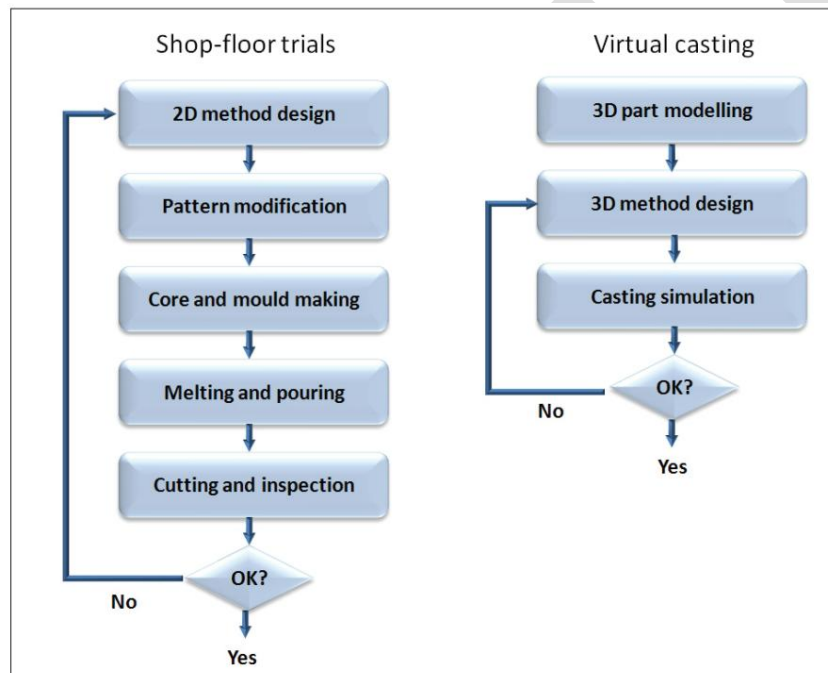 Shop-floor trials
2D method design
Pattern modification
Core and mould making
Melting and pouring
Cutting and inspection
OK?
No
Yes
Virtual casting
3D part modelling
3D method design
Casting simulation
OK?
No
Yes